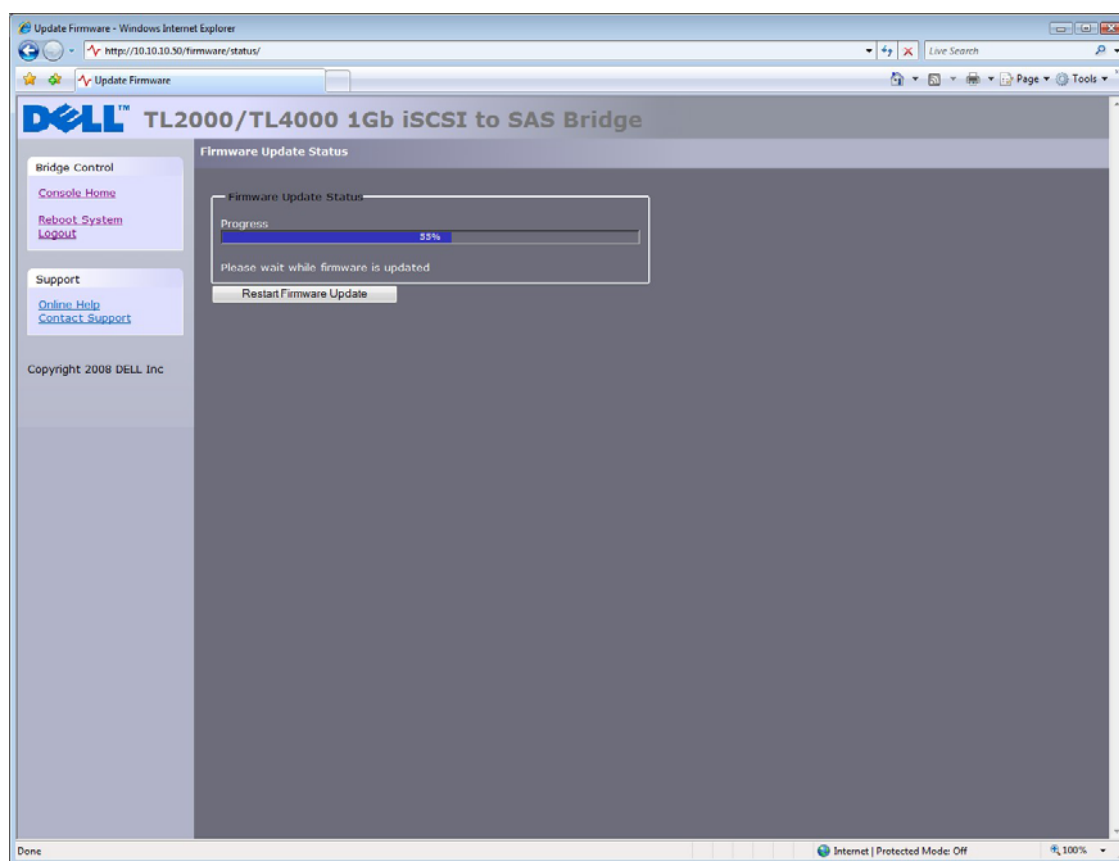 Update Firmware - Windows Internet Explorer
http://10.10.10.50/firmware/status/
Live Search
Update Firmware
Page
Tools
DELL™ TL2000/TL4000 1Gb iSCSI to SAS Bridge
Bridge Control
Console Home
Reboot System
Logout
Support
Online Help
Contact Support
Copyright 2008 DELL Inc
Firmware Update Status
Firmware Update Status
Progress
55%
Please wait while firmware is updated
Restart Firmware Update
Done
Internet | Protected Mode: Off
100%